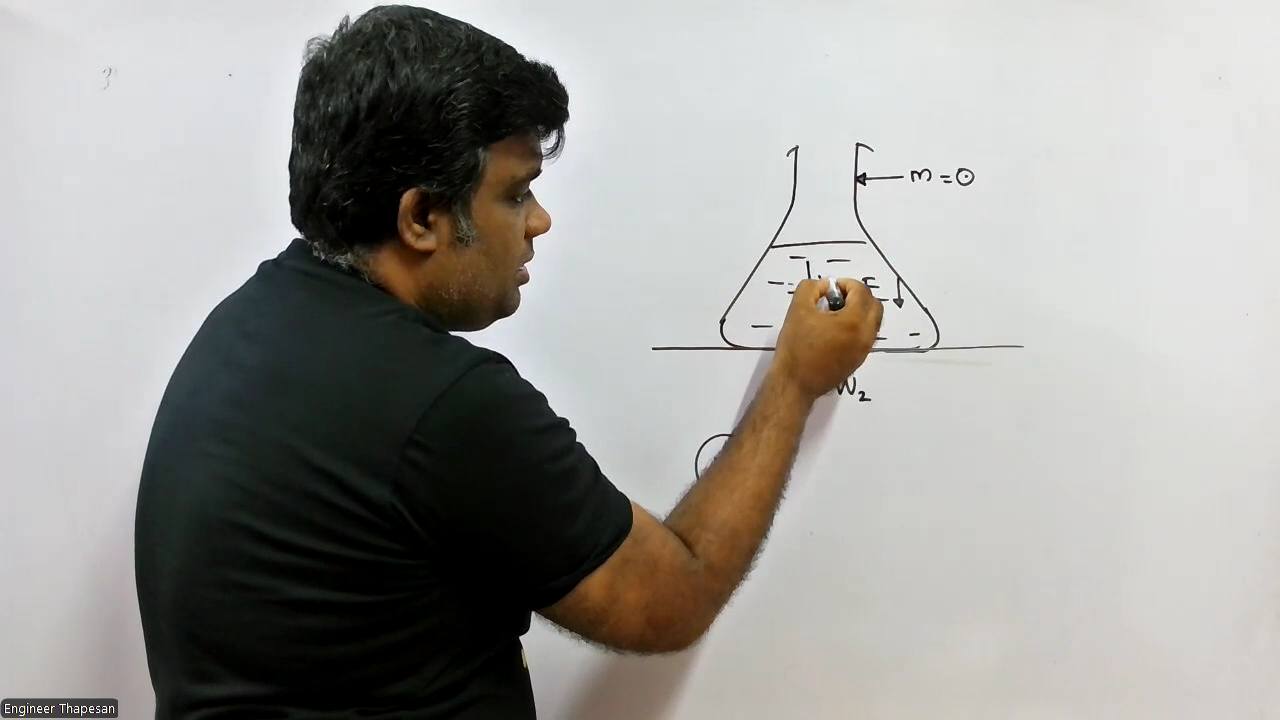 m = 0
F
W₂
Engineer Thapesan